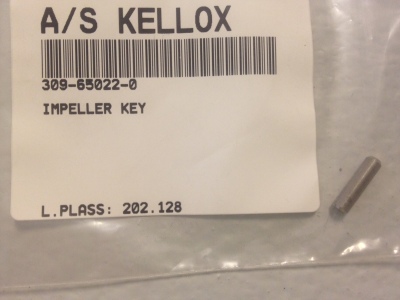 A/S KELLOX
309-65022-0
IMPELLER KEY
L.PLASS: 202.128